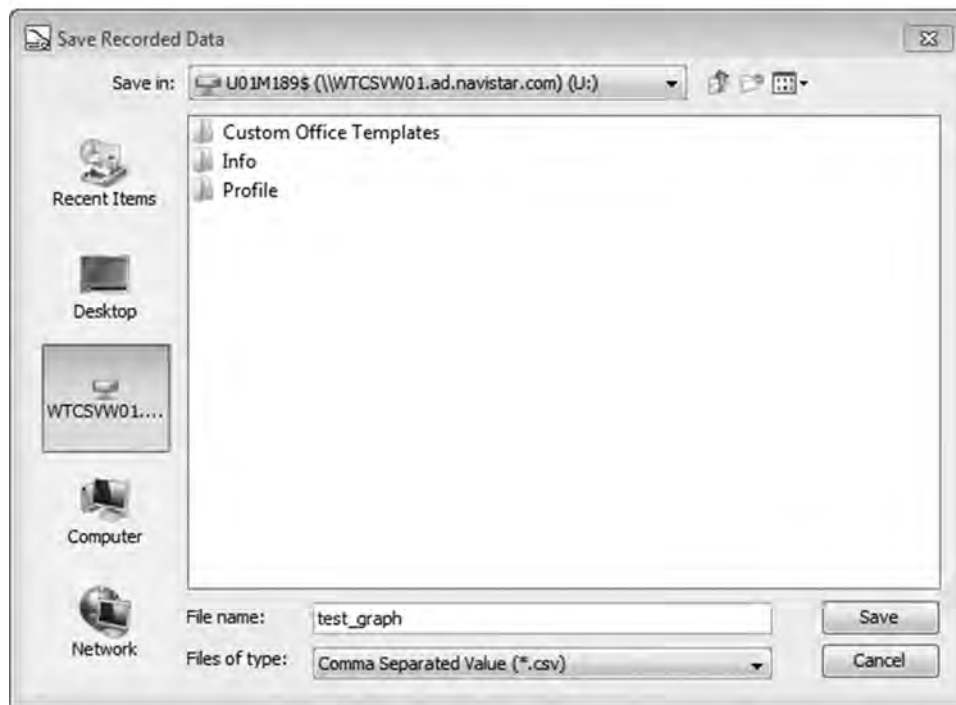 Save Recorded Data
Save in:
U01M189$ (\\WTCSVW01.ad.navistar.com) (U:)
Recent Items
Desktop
WTCSVW01....
Computer
Network
Custom Office Templates
Info
Profile
File name:
test_graph
Save
Files of type:
Comma Separated Value (*.csv)
Cancel